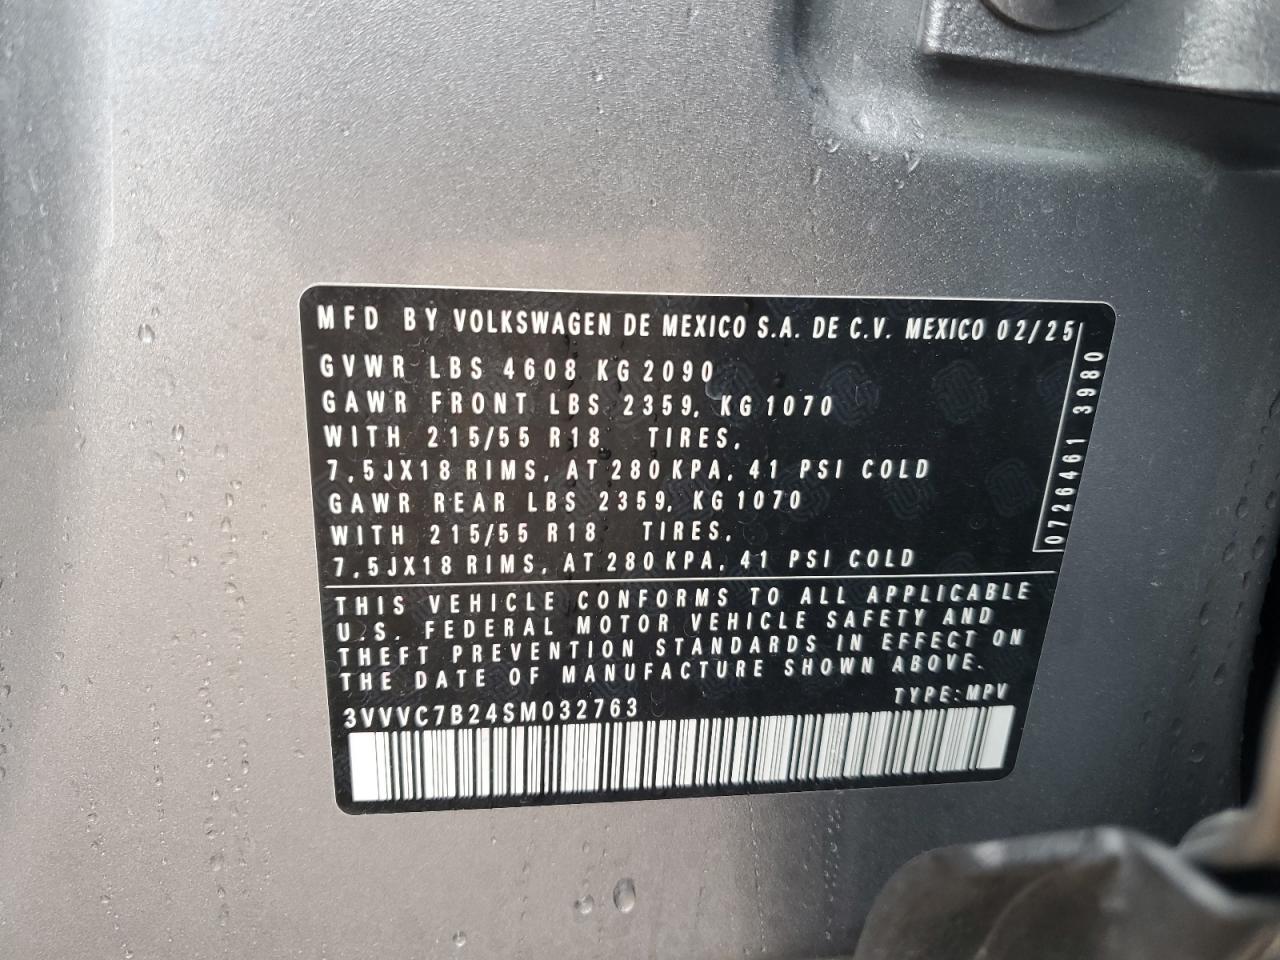 MFD BY VOLKSWAGEN DE MEXICO S.A. DE C.V. MEXICO 02/25
GVWR LBS 4608 KG 2090
GAWR FRONT LBS 2359, KG 1070
WITH 215/55 R18 TIRES,
7,5JX18 RIMS, AT 280 KPA, 41 PSI COLD
GAWR REAR LBS 2359, KG 1070
WITH 215/55 R18 TIRES,
7,5JX18 RIMS, AT 280 KPA, 41 PSI COLD
0726461 3980
THIS VEHICLE CONFORMS TO ALL APPLICABLE
U.S. FEDERAL MOTOR VEHICLE SAFETY AND
THEFT PREVENTION STANDARDS IN EFFECT ON
THE DATE OF MANUFACTURE SHOWN ABOVE.
TYPE: MPV
3VVVC7B24SM032763